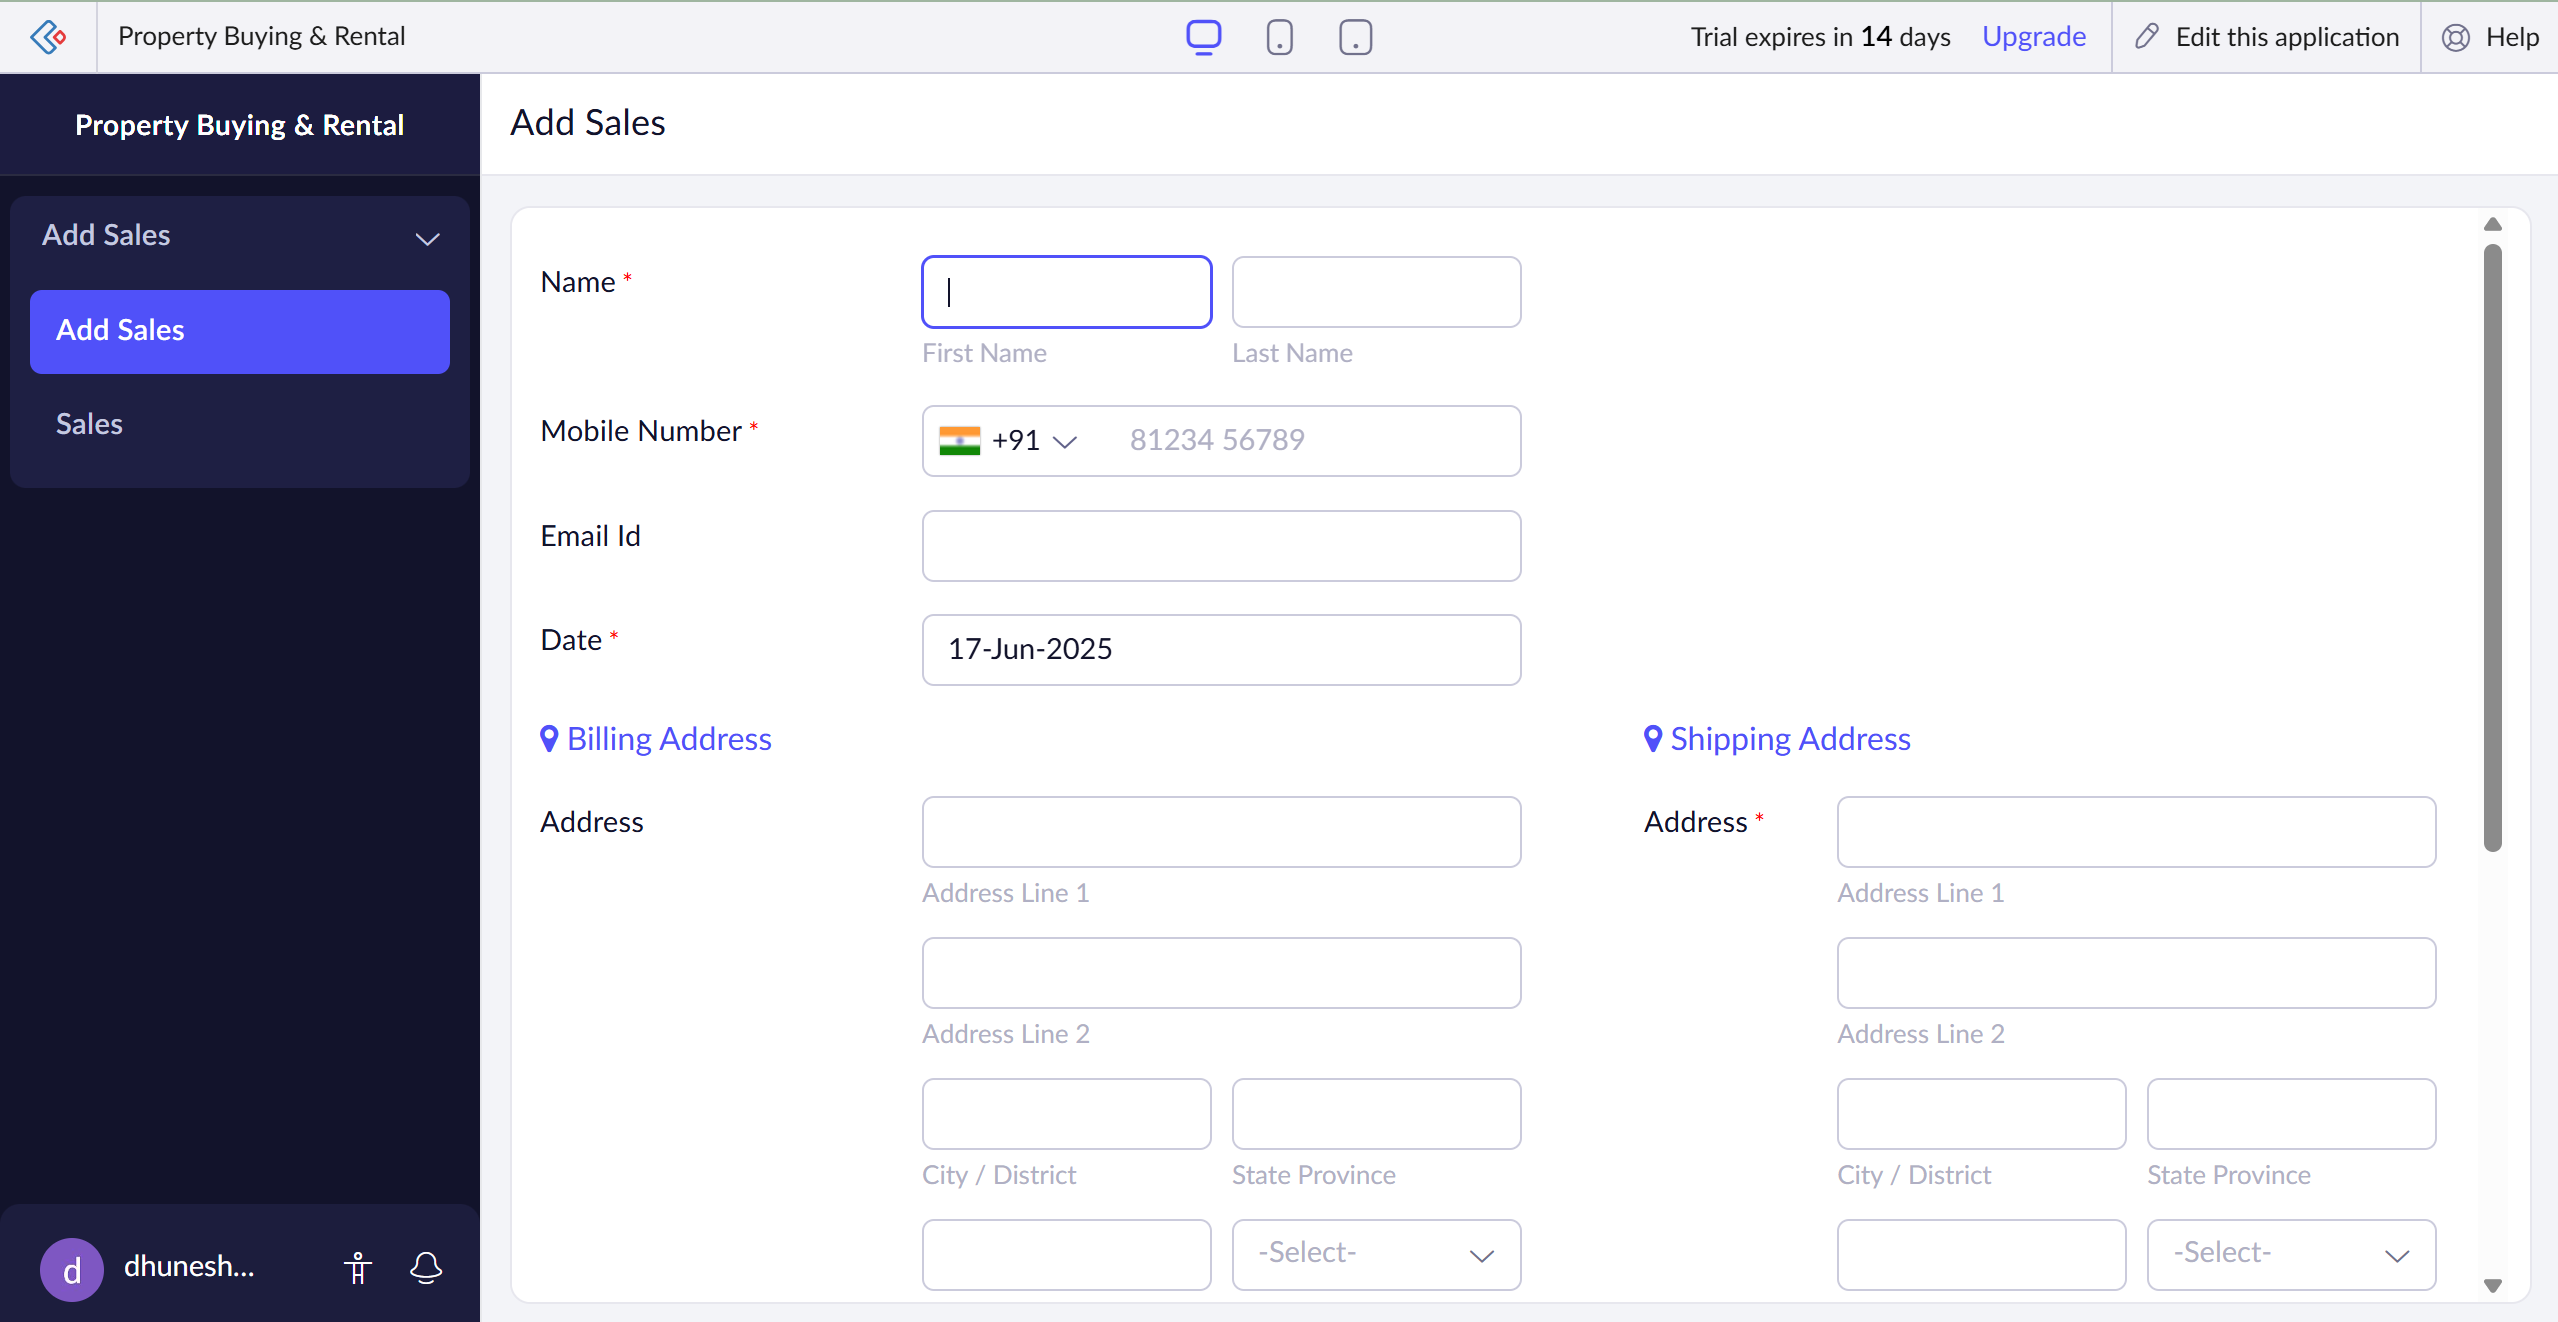 Property Buying & Rental
Trial expires in 14 days Upgrade
Edit this application
Help
Property Buying & Rental
Add Sales
Add Sales
Sales
d dhunesh...
Add Sales
Name *
First Name Last Name
Mobile Number * +91 81234 56789
Email Id
Date * 17-Jun-2025
Billing Address Shipping Address
Address Address *
Address Line 1 Address Line 1
Address Line 2 Address Line 2
City / District State Province City / District State Province
-Select- -Select-